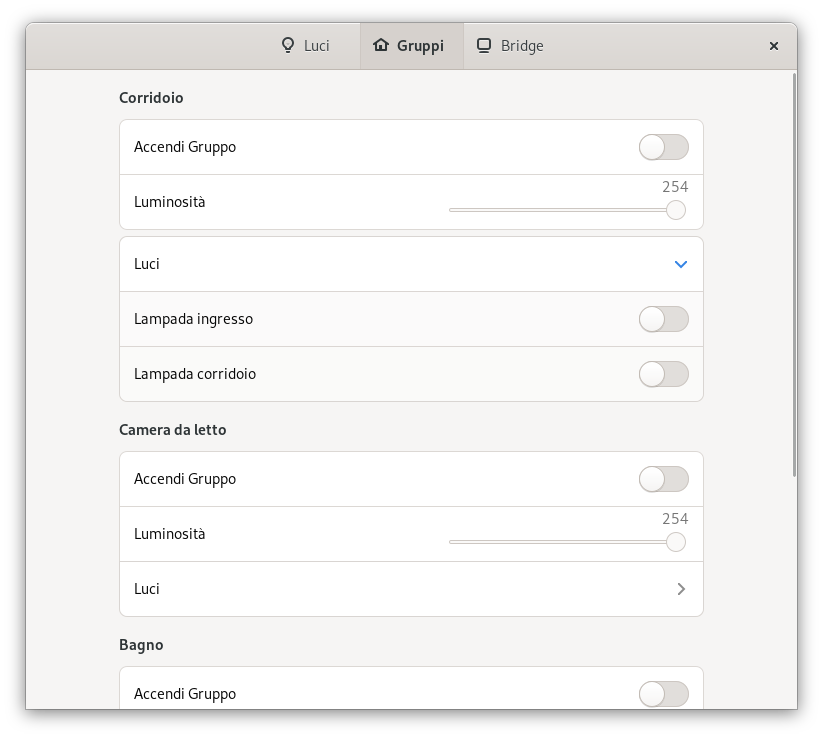 Luci
Gruppi
Bridge
Corridoio
Accendi Gruppo
254
Luminosità
Luci
Lampada ingresso
Lampada corridoio
Camera da letto
Accendi Gruppo
254
Luminosità
Luci
Bagno
Accendi Gruppo